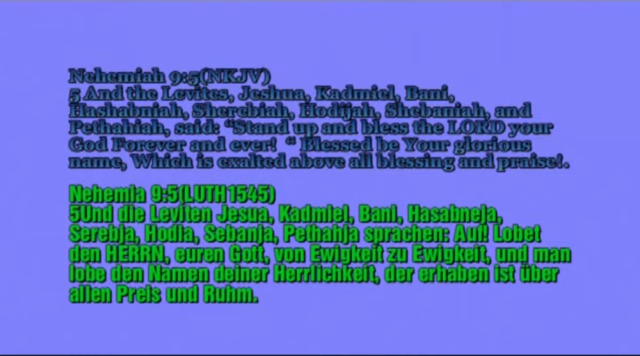 Nehemiah 9:5(NKJV)
5 And the Levites, Jeshua, Kadmiel, Bani,
Hashabniah, Sherebiah, Hodijah, Shebaniah, and
Pethahiah, said: “Stand up and bless the LORD your
God Forever and ever! “ Blessed be Your glorious
name, Which is exalted above all blessing and praise!.
Nehemia 9:5(LUTH1545)
5Und die Leviten Jesua, Kadmiel, Bani, Hasabneja,
Serebja, Hodia, Sebanja, Pethahja sprachen: Auf! Lobet
den HERRN, euren Gott, von Ewigkeit zu Ewigkeit, und man
lobe den Namen deiner Herrlichkeit, der erhaben ist über
allen Preis und Ruhm.